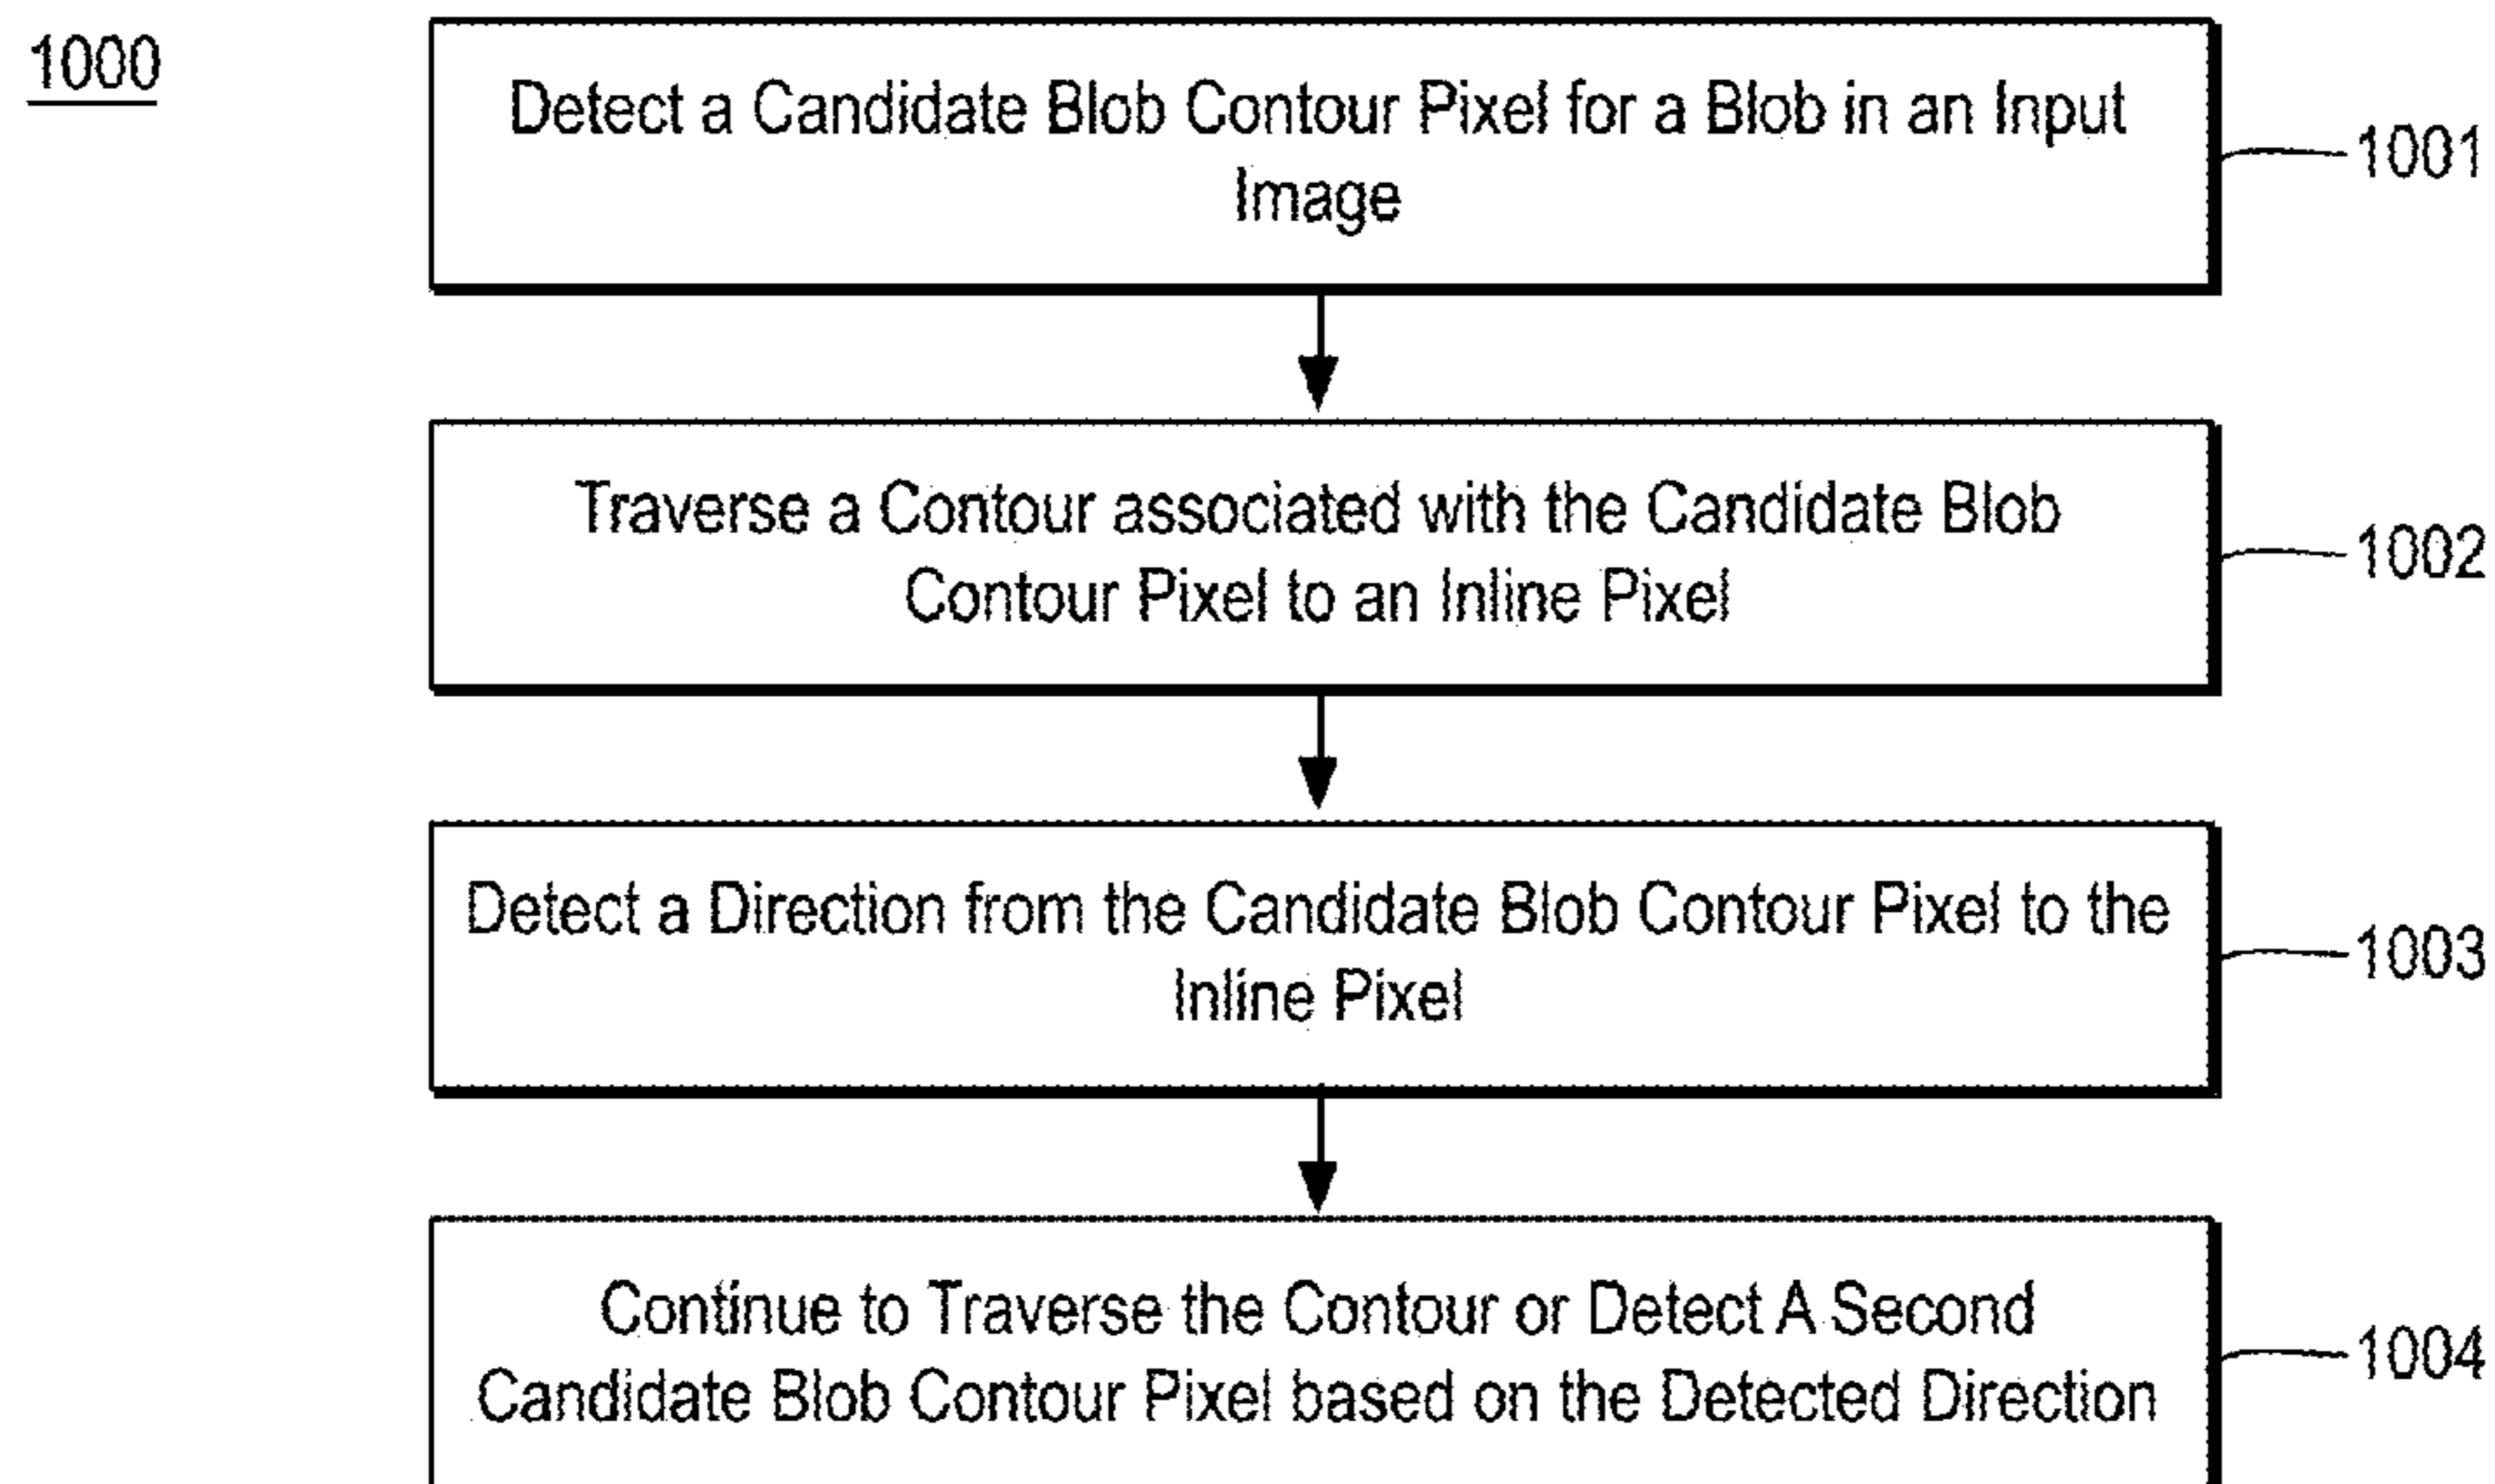 1000
Detect a Candidate Blob Contour Pixel for a Blob in an Input
Image
1001
Traverse a Contour associated with the Candidate Blob
Contour Pixel to an Inline Pixel
1002
Detect a Direction from the Candidate Blob Contour Pixel to the
Inline Pixel
1003
Continue to Traverse the Contour or Detect A Second
Candidate Blob Contour Pixel based on the Detected Direction
1004